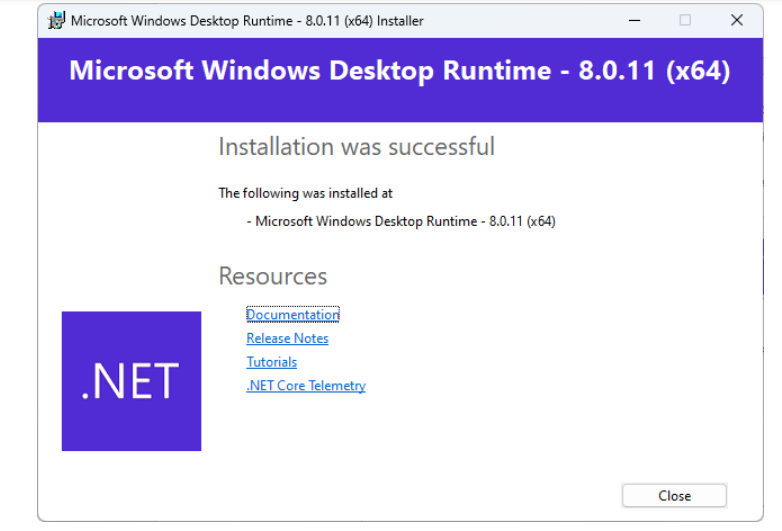 Microsoft Windows Desktop Runtime - 8.0.11 (x64) Installer
Microsoft Windows Desktop Runtime - 8.0.11 (x64)
Installation was successful
The following was installed at
- Microsoft Windows Desktop Runtime - 8.0.11 (x64)
Resources
Documentation
Release Notes
Tutorials
.NET Core Telemetry
.NET
Close